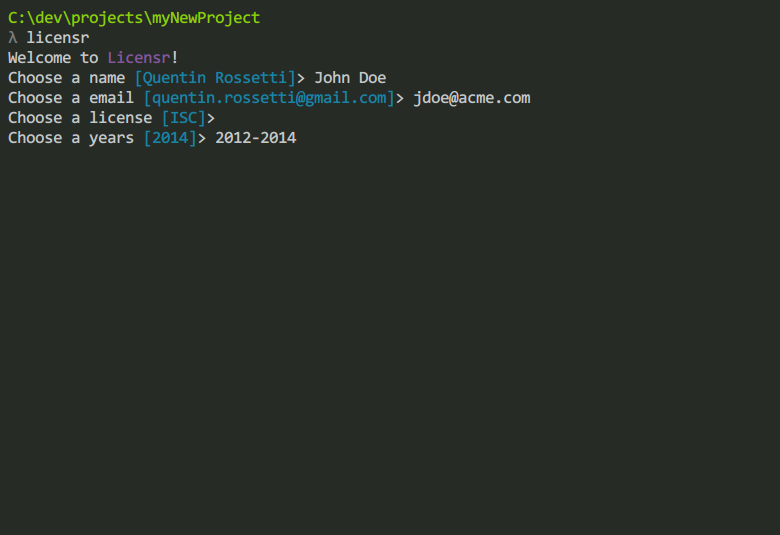 C:\dev\projects\myNewProject
λ licensr
Welcome to Licensr!
Choose a name [Quentin Rossetti]> John Doe
Choose a email [quentin.rossetti@gmail.com]> jdoe@acme.com
Choose a license [ISC]>
Choose a years [2014]> 2012-2014